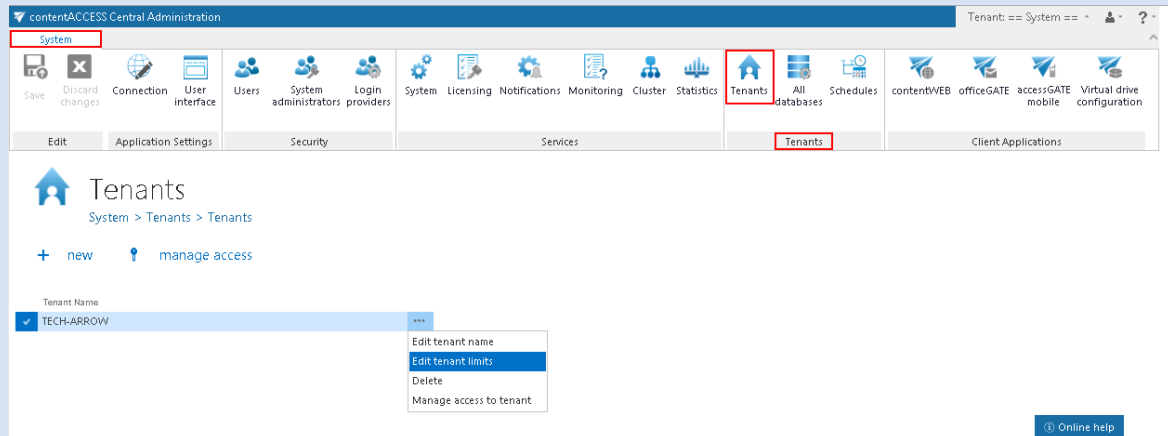 contentACCESS Central Administration
Tenant: == System ==
?
System
Save
Discard changes
Connection
User interface
Users
System administrators
Login providers
System
Licensing
Notifications
Monitoring
Cluster
Statistics
Tenants
All databases
Schedules
contentWEB
officeGATE
accessGATE mobile
Virtual drive configuration
Edit
Application Settings
Security
Services
Tenants
Client Applications
Tenants
System > Tenants > Tenants
+ new
manage access
Tenant Name
TECH-ARROW
...
Edit tenant name
Edit tenant limits
Delete
Manage access to tenant
Online help